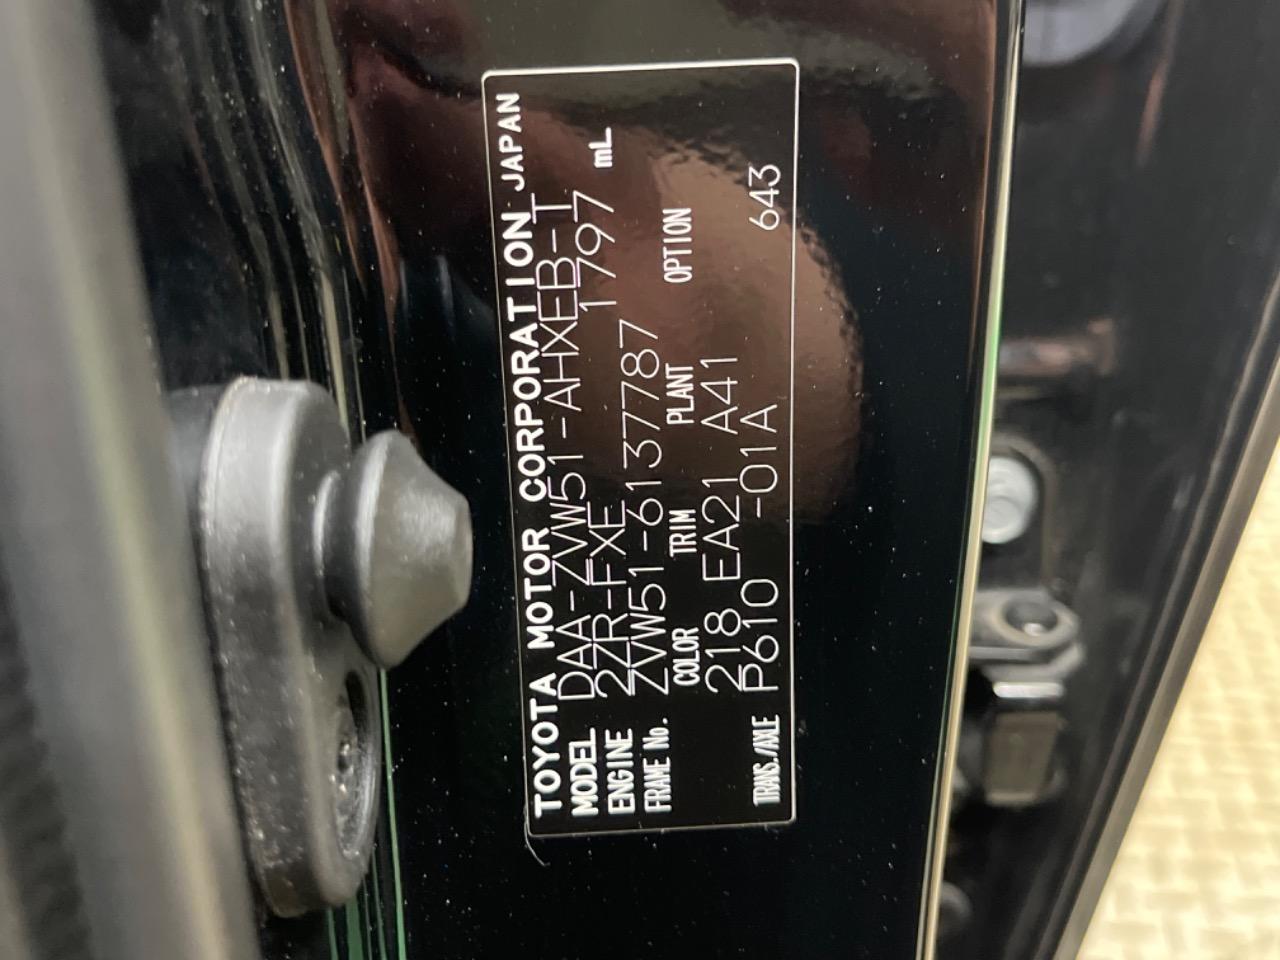 TOYOTA MOTOR CORPORATION JAPAN
MODEL DAA-ZVW51-AHXEB-T
ENGINE 2ZR-FXE 1797 mL
FRAME No. ZVW51-6137787
COLOR TRIM PLANT OPTION
218 EA21 A41
TRANS./AXLE P610 -01A 643